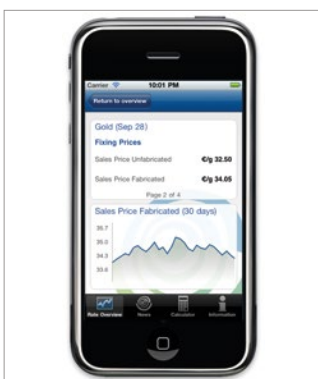 Carrier 10:01 PM
Return to overview
Gold (Sep 28)
Fixing Prices
Sales Price Unfabricated €/g 32.50
Sales Price Fabricated €/g 34.05
Page 2 of 4
Sales Price Fabricated (30 days)
35.7
35.0
34.3
33.6
Rate Overview News Calculator Information